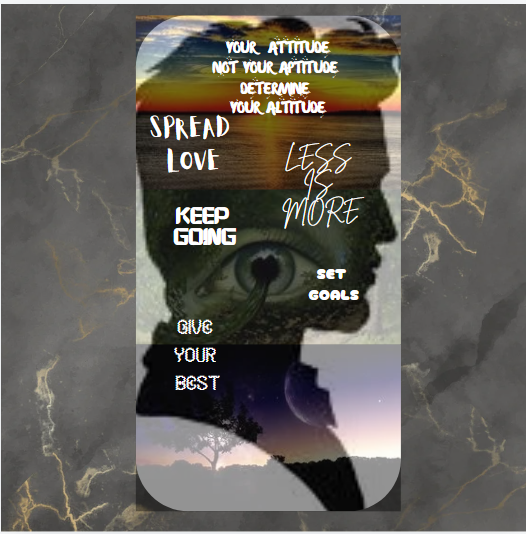 YOUR ATTITUDE
NOT YOUR APTITUDE
DETERMINE
YOUR ALTITUDE
SPREAD
LOVE
LESS
IS
MORE
KEEP
GOING
SET
GOALS
GIVE
YOUR
BEST